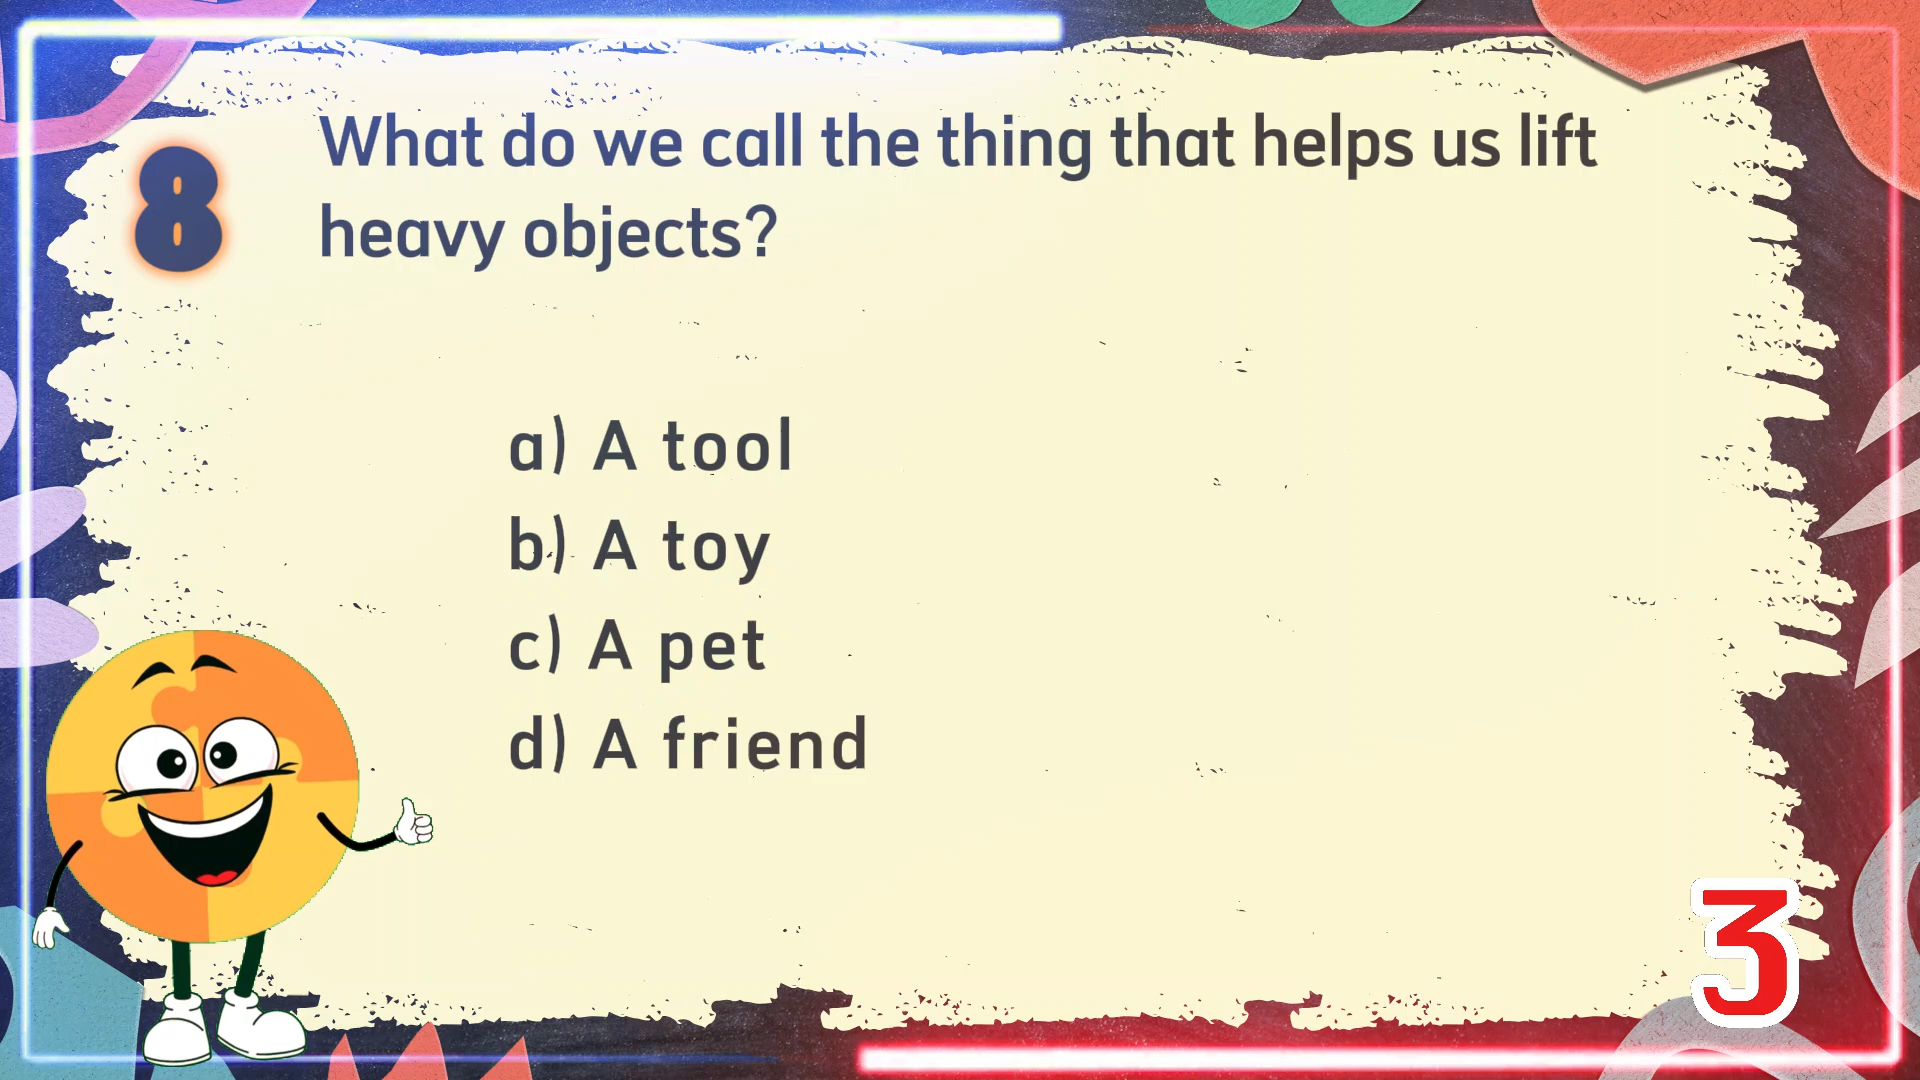 8
What do we call the thing that helps us lift
heavy objects?
a) A tool
b) A toy
c) A pet
d) A friend
3